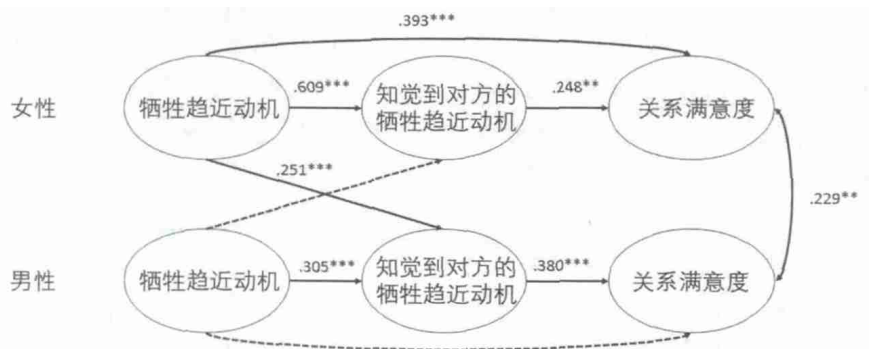 .393***
女性
牺牲趋近动机
.609***
知觉到对方的
牺牲趋近动机
.248**
关系满意度
.251***
.229**
男性
牺牲趋近动机
.305***
知觉到对方的
牺牲趋近动机
.380***
关系满意度